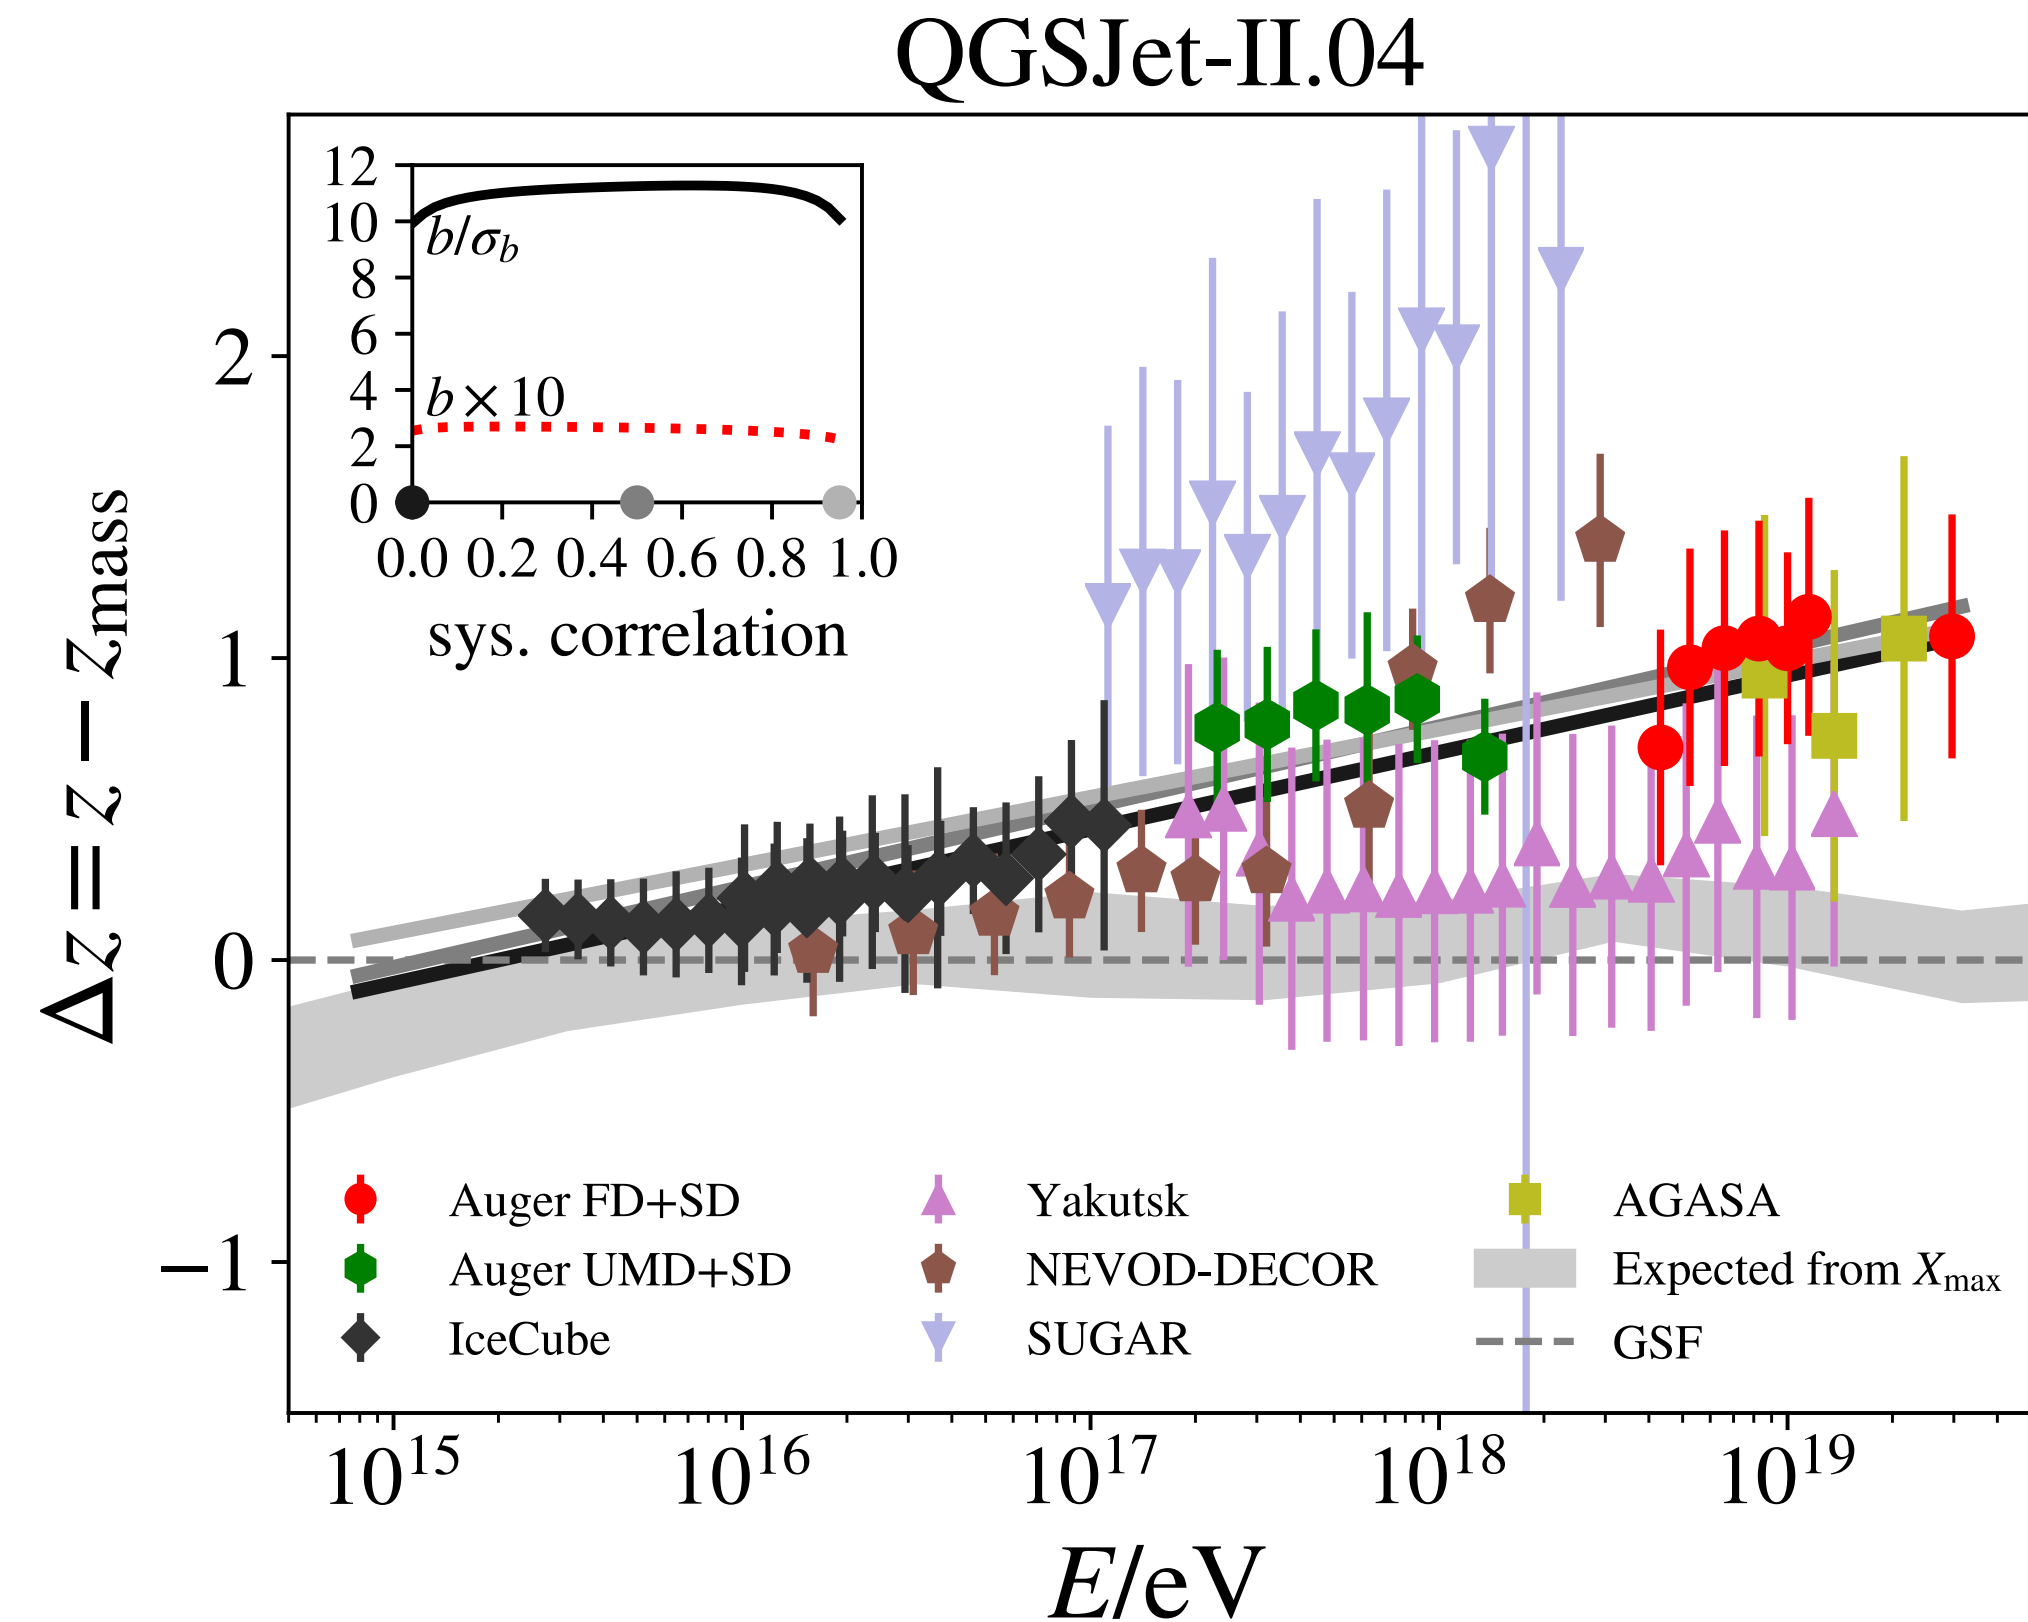 QGSJet-II.04
12
10
8
6
4
2
0
b/σ_b
b × 10
0.0 0.2 0.4 0.6 0.8 1.0
sys. correlation
Δz = z − z_mass
2
1
0
−1
Auger FD+SD
Auger UMD+SD
IceCube
Yakutsk
NEVOD-DECOR
SUGAR
AGASA
Expected from X_max
GSF
10^15 10^16 10^17 10^18 10^19
E/eV